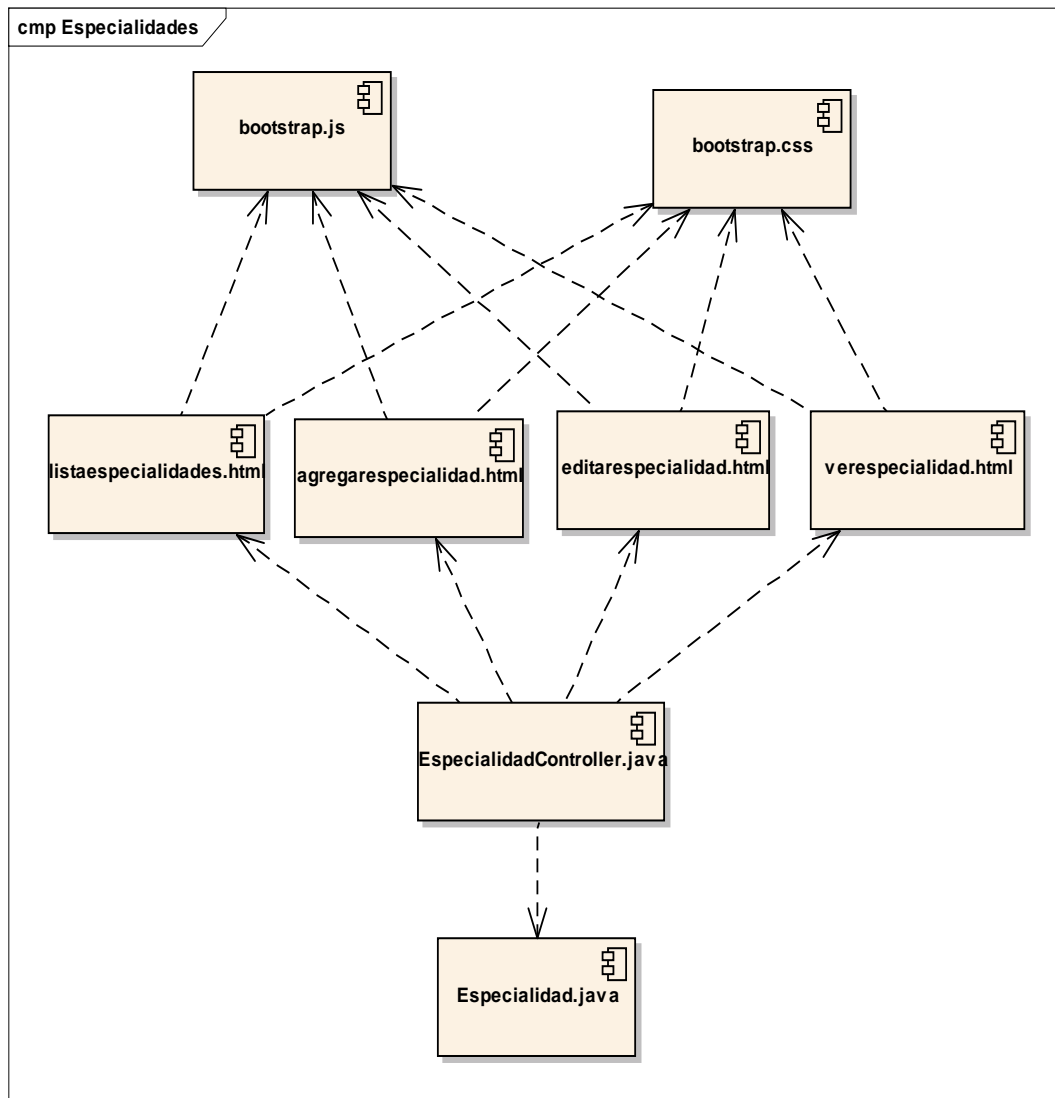 cmp Especialidades
bootstrap.js
bootstrap.css
listaespecialidades.html
agregarespecialidad.html
editarespecialidad.html
verespecialidad.html
EspecialidadController.java
Especialidad.java